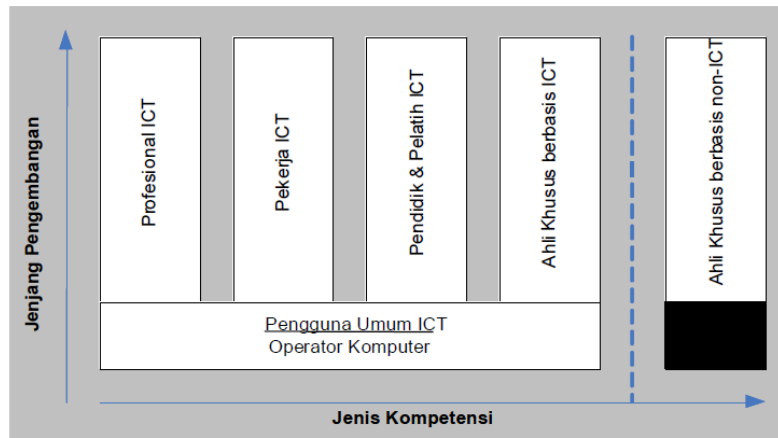 Jenjang Pengembangan
Profesional ICT
Pekerja ICT
Pendidik & Pelatih ICT
Ahli Khusus berbasis ICT
Ahli Khusus berbasis non-ICT
Pengguna Umum ICT
Operator Komputer
Jenis Kompetensi